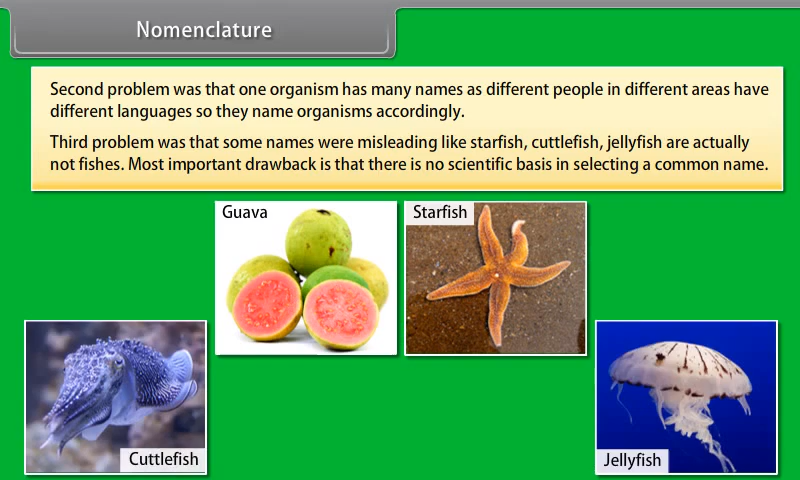 Nomenclature
Second problem was that one organism has many names as different people in different areas have
different languages so they name organisms accordingly.
Third problem was that some names were misleading like starfish, cuttlefish, jellyfish are actually
not fishes. Most important drawback is that there is no scientific basis in selecting a common name.
Guava
Starfish
Cuttlefish
Jellyfish